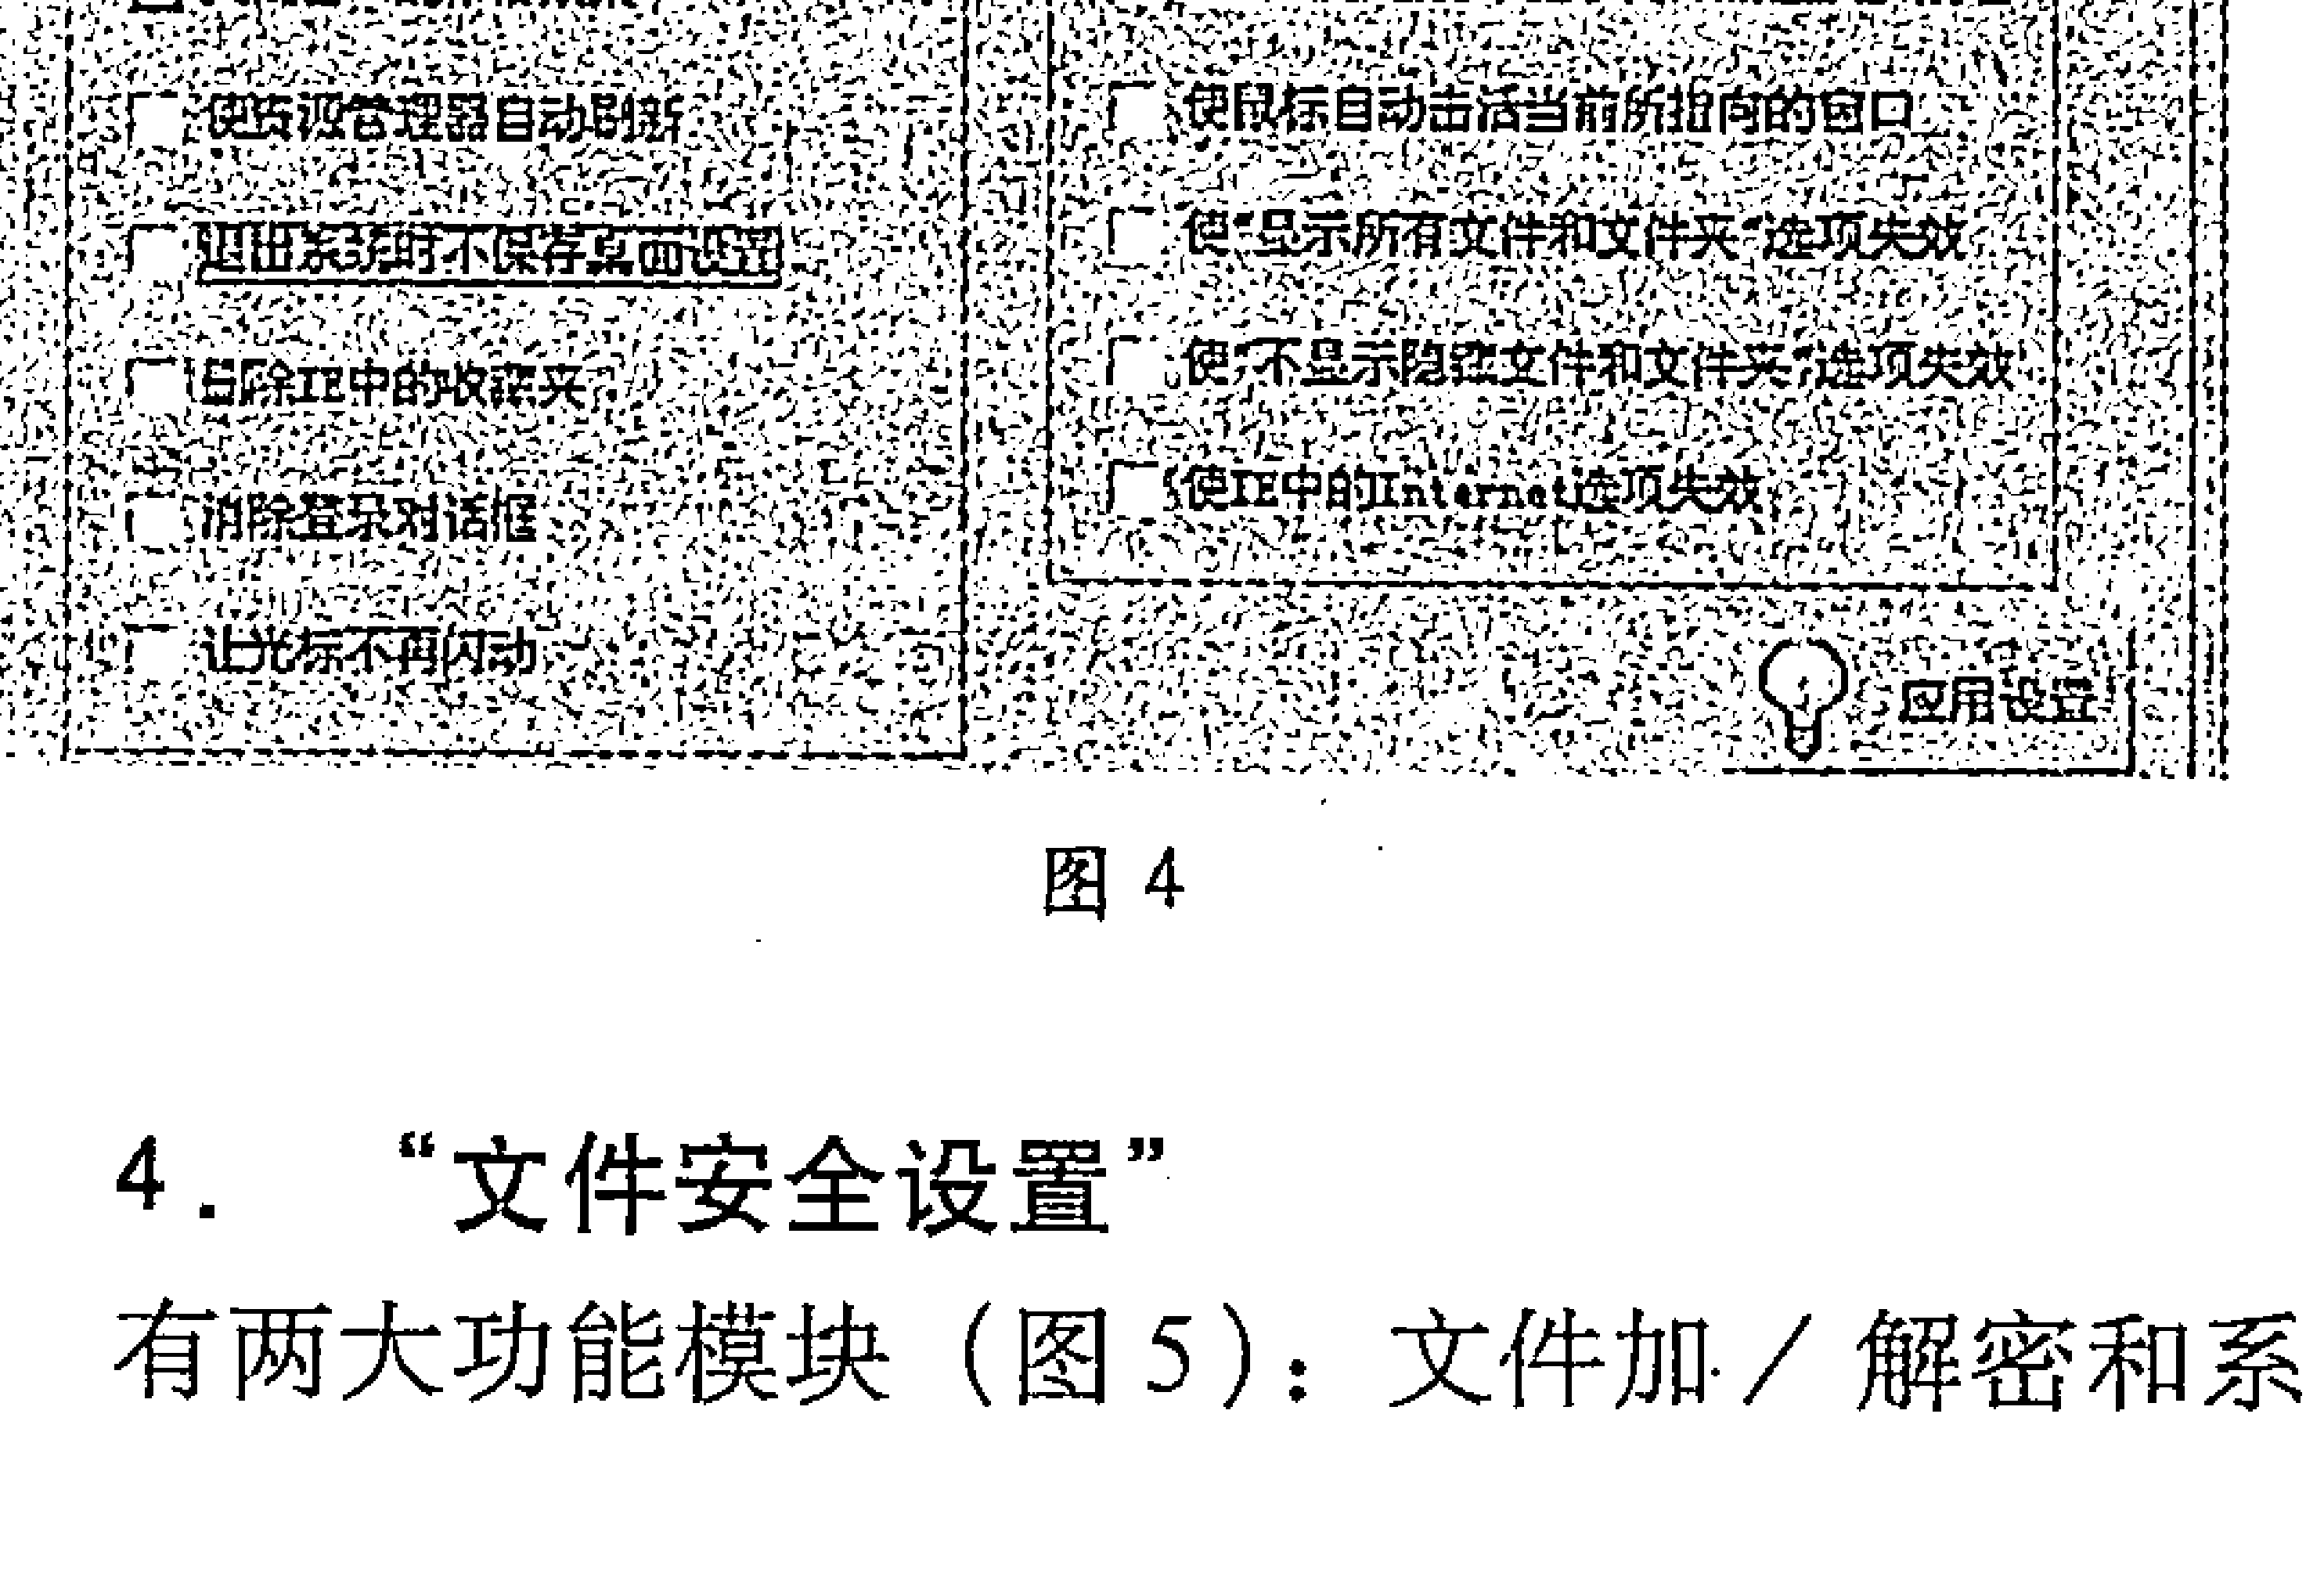 使资源管理器自动刷新
退出系统时不保存桌面设置
删除IE中的收藏夹
消除登录对话框
让光标不再闪动
使鼠标自动击活当前所指向的窗口
使“显示所有文件和文件夹”选项失效
使“不显示隐藏文件和文件夹”选项失效
使IE中的Internet选项失效
应用设置
图 4
4. “文件安全设置”
有两大功能模块（图5）：文件加／解密和系